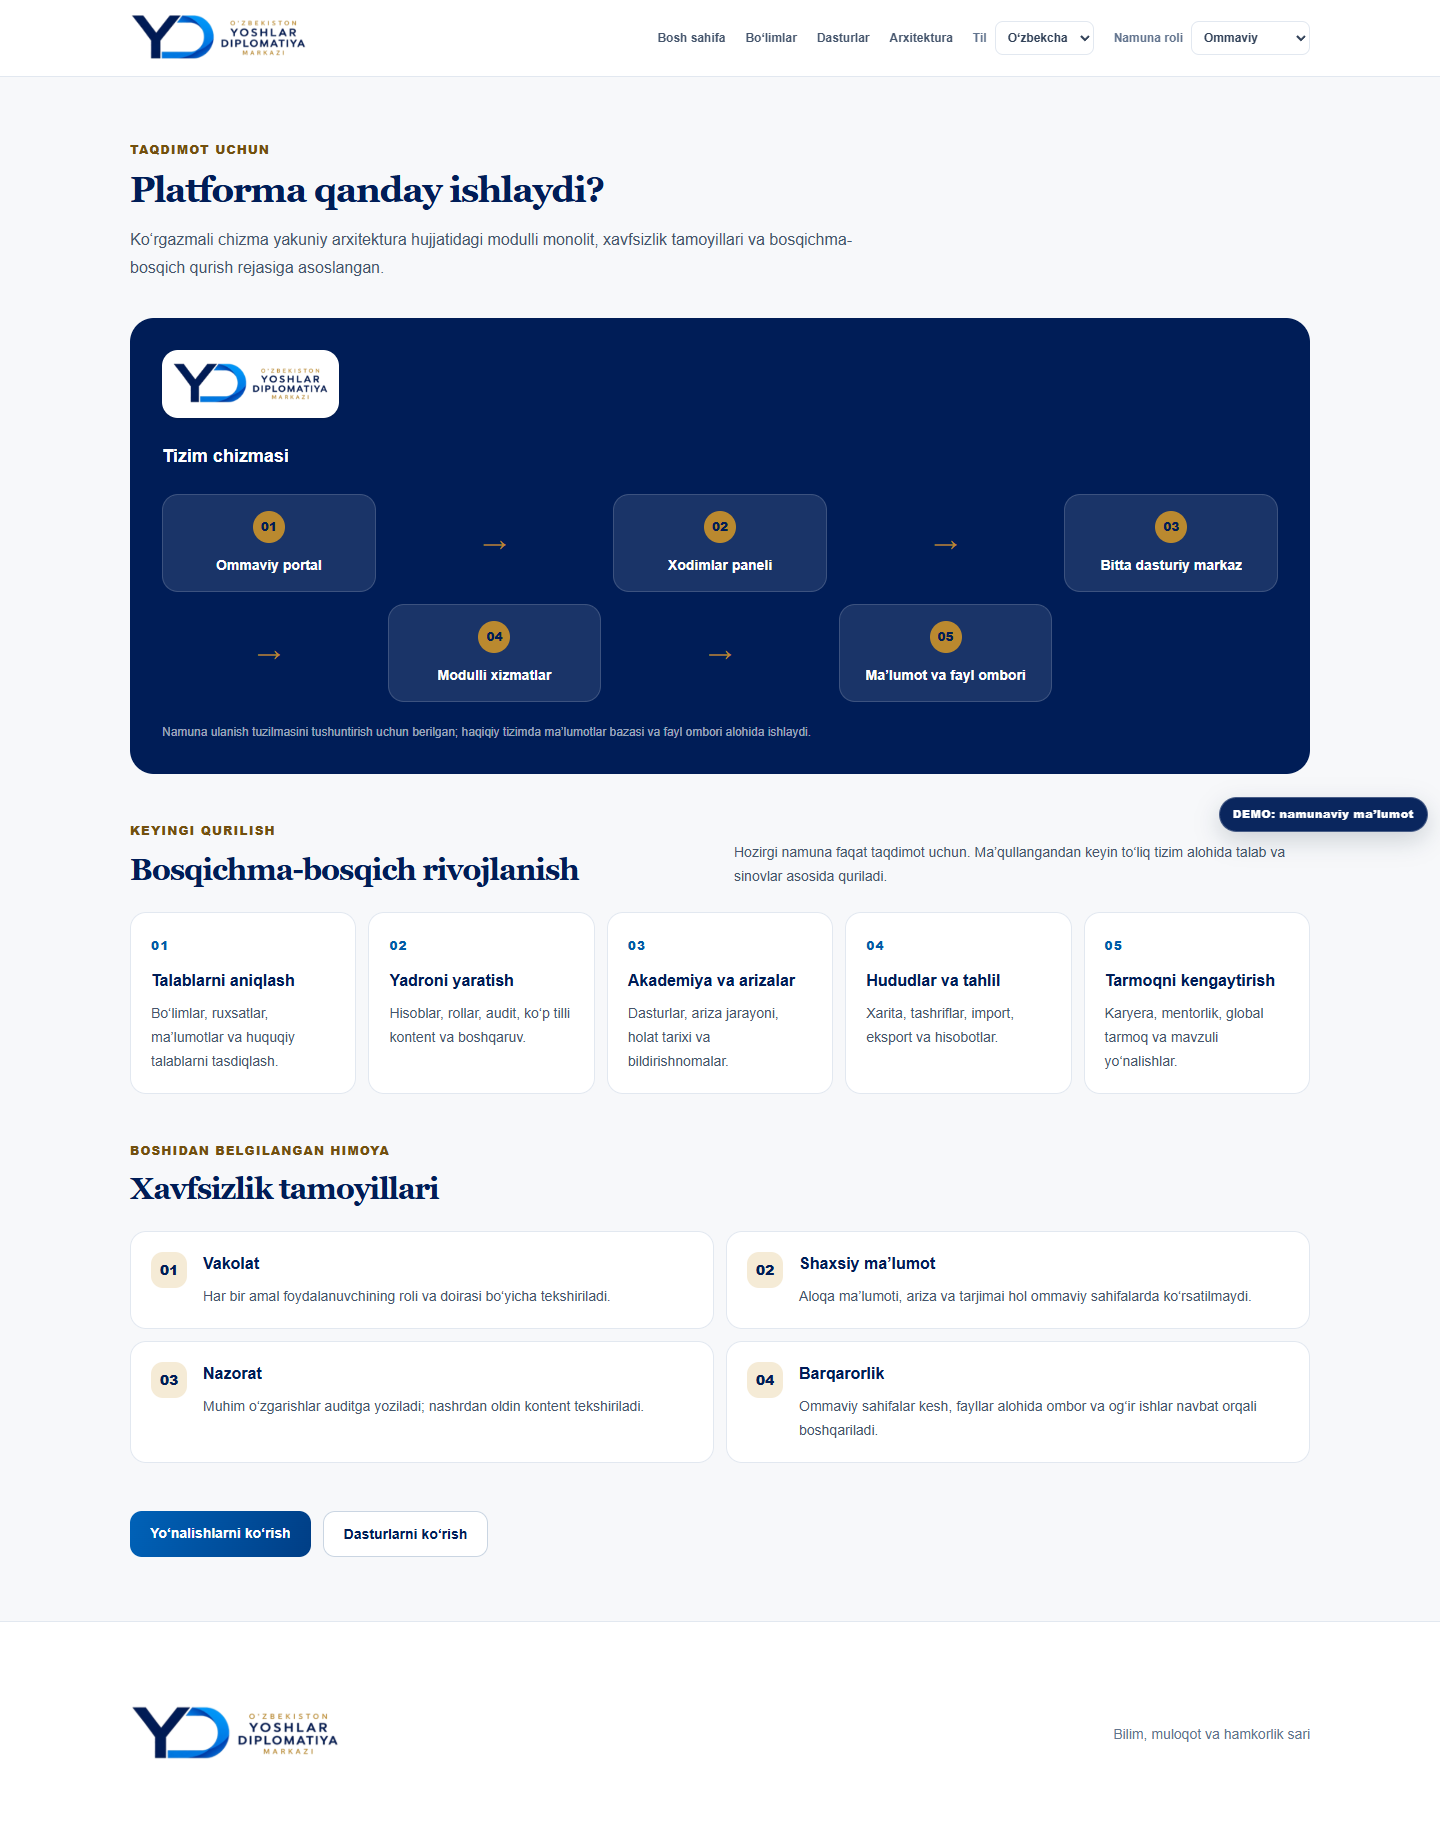 O'ZBEKISTON
YOSHLAR
DIPLOMATIYA
MARKAZI
Bosh sahifa
Bo‘limlar
Dasturlar
Arxitektura
Til
O‘zbekcha
Namuna roli
Ommaviy
TAQDIMOT UCHUN
Platforma qanday ishlaydi?
Ko‘rgazmali chizma yakuniy arxitektura hujjatidagi modulli monolit, xavfsizlik tamoyillari va bosqichma-
bosqich qurish rejasiga asoslangan.
O'ZBEKISTON
YOSHLAR
DIPLOMATIYA
MARKAZI
Tizim chizmasi
01
Ommaviy portal
→
02
Xodimlar paneli
→
03
Bitta dasturiy markaz
→
04
Modulli xizmatlar
→
05
Ma’lumot va fayl ombori
Namuna ulanish tuzilmasini tushuntirish uchun berilgan; haqiqiy tizimda ma’lumotlar bazasi va fayl ombori alohida ishlaydi.
DEMO: namunaviy ma’lumot
KEYINGI QURILISH
Bosqichma-bosqich rivojlanish
Hozirgi namuna faqat taqdimot uchun. Ma’qullangandan keyin to‘liq tizim alohida talab va
sinovlar asosida quriladi.
01
Talablarni aniqlash
Bo‘limlar, ruxsatlar,
ma’lumotlar va huquqiy
talablarni tasdiqlash.
02
Yadroni yaratish
Hisoblar, rollar, audit, ko‘p tilli
kontent va boshqaruv.
03
Akademiya va arizalar
Dasturlar, ariza jarayoni,
holat tarixi va
bildirishnomalar.
04
Hududlar va tahlil
Xarita, tashriflar, import,
eksport va hisobotlar.
05
Tarmoqni kengaytirish
Karyera, mentorlik, global
tarmoq va mavzuli
yo‘nalishlar.
BOSHIDAN BELGILANGAN HIMOYA
Xavfsizlik tamoyillari
01
Vakolat
Har bir amal foydalanuvchining roli va doirasi bo‘yicha tekshiriladi.
02
Shaxsiy ma’lumot
Aloqa ma’lumoti, ariza va tarjimai hol ommaviy sahifalarda ko‘rsatilmaydi.
03
Nazorat
Muhim o‘zgarishlar auditga yoziladi; nashrdan oldin kontent tekshiriladi.
04
Barqarorlik
Ommaviy sahifalar kesh, fayllar alohida ombor va og‘ir ishlar navbat orqali
boshqariladi.
Yo‘nalishlarni ko‘rish
Dasturlarni ko‘rish
O'ZBEKISTON
YOSHLAR
DIPLOMATIYA
MARKAZI
Bilim, muloqot va hamkorlik sari